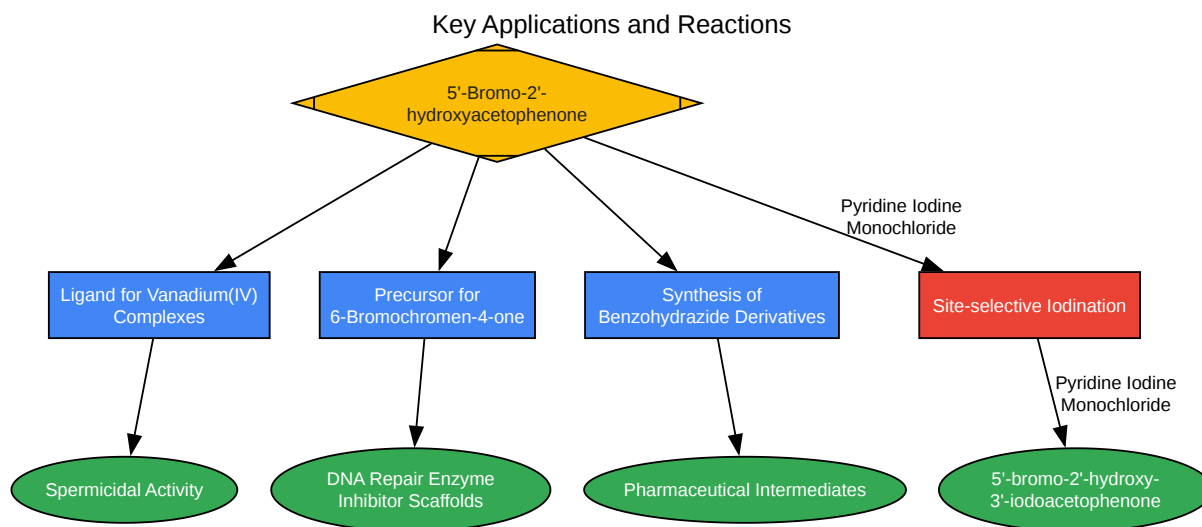 Key Applications and Reactions
5'-Bromo-2'-
hydroxyacetophenone
Pyridine Iodine
Monochloride
Ligand for Vanadium(IV)
Complexes
Precursor for
6-Bromochromen-4-one
Synthesis of
Benzohydrazide Derivatives
Site-selective Iodination
Pyridine Iodine
Monochloride
Spermicidal Activity
DNA Repair Enzyme
Inhibitor Scaffolds
Pharmaceutical Intermediates
5'-bromo-2'-hydroxy-
3'-iodoacetophenone